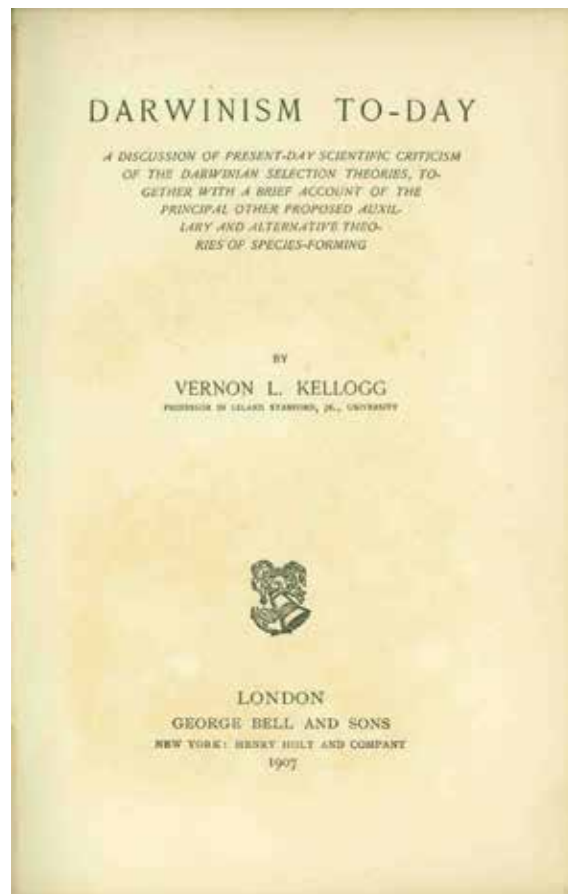 DARWINISM TO-DAY
A DISCUSSION OF PRESENT-DAY SCIENTIFIC CRITICISM
OF THE DARWINIAN SELECTION THEORIES, TO-
GETHER WITH A BRIEF ACCOUNT OF THE
PRINCIPAL OTHER PROPOSED AUXIL-
IARY AND ALTERNATIVE THEO-
RIES OF SPECIES-FORMING
BY
VERNON L. KELLOGG
PROFESSOR IN LELAND STANFORD, JR., UNIVERSITY
LONDON
GEORGE BELL AND SONS
NEW YORK: HENRY HOLT AND COMPANY
1907